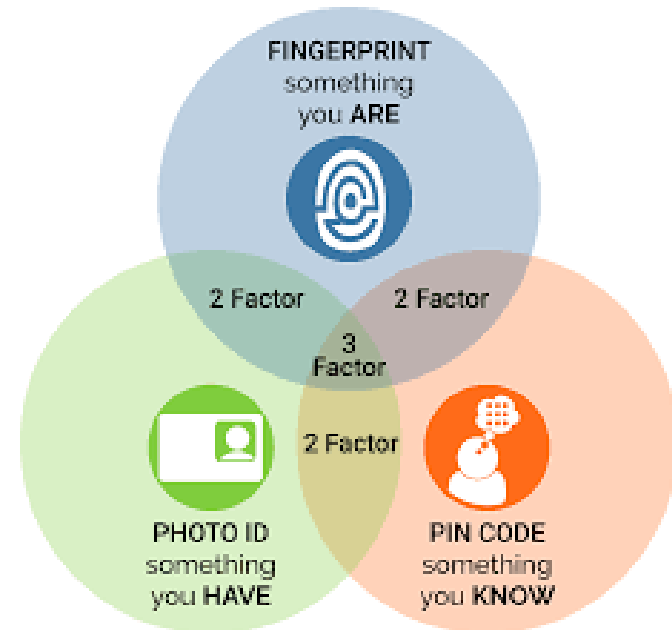 FINGERPRINT
something
you ARE
2 Factor
2 Factor
3
Factor
2 Factor
PHOTO ID
something
you HAVE
PIN CODE
something
you KNOW